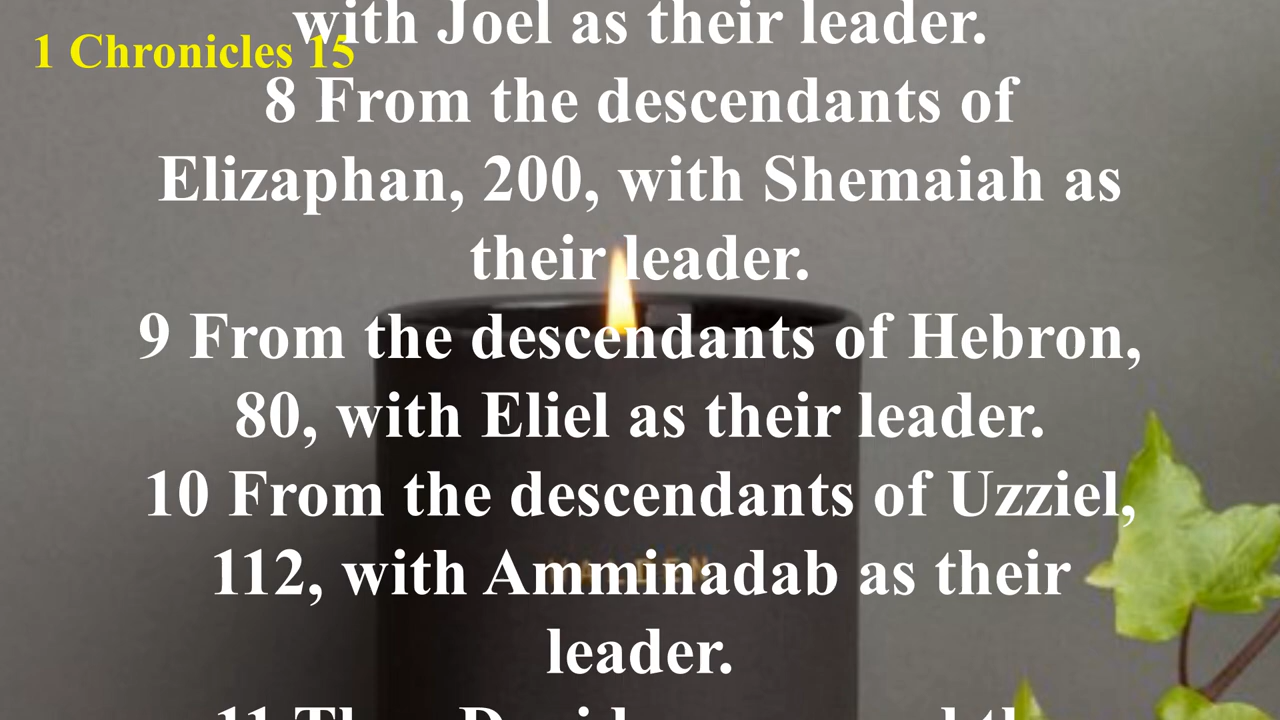 with Joel as their leader.
1 Chronicles 15
8 From the descendants of
Elizaphan, 200, with Shemaiah as
their leader.
9 From the descendants of Hebron,
80, with Eliel as their leader.
10 From the descendants of Uzziel,
112, with Amminadab as their
leader.